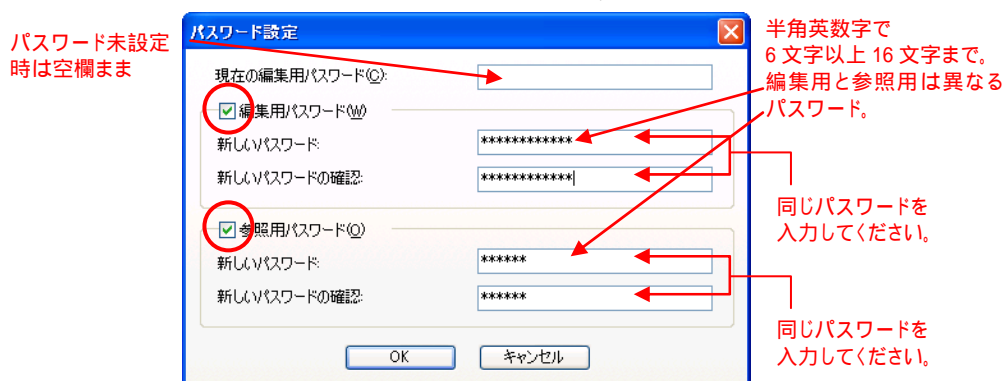 パスワード未設定
時は空欄まま
パスワード設定
半角英数字で
6 文字以上 16 文字まで。
編集用と参照用は異なる
パスワード。
現在の編集用パスワード(C):
編集用パスワード(W)
新しいパスワード:
************
新しいパスワードの確認:
************
同じパスワードを
入力してください。
参照用パスワード(O)
新しいパスワード:
******
新しいパスワードの確認:
******
同じパスワードを
入力してください。
OK
キャンセル